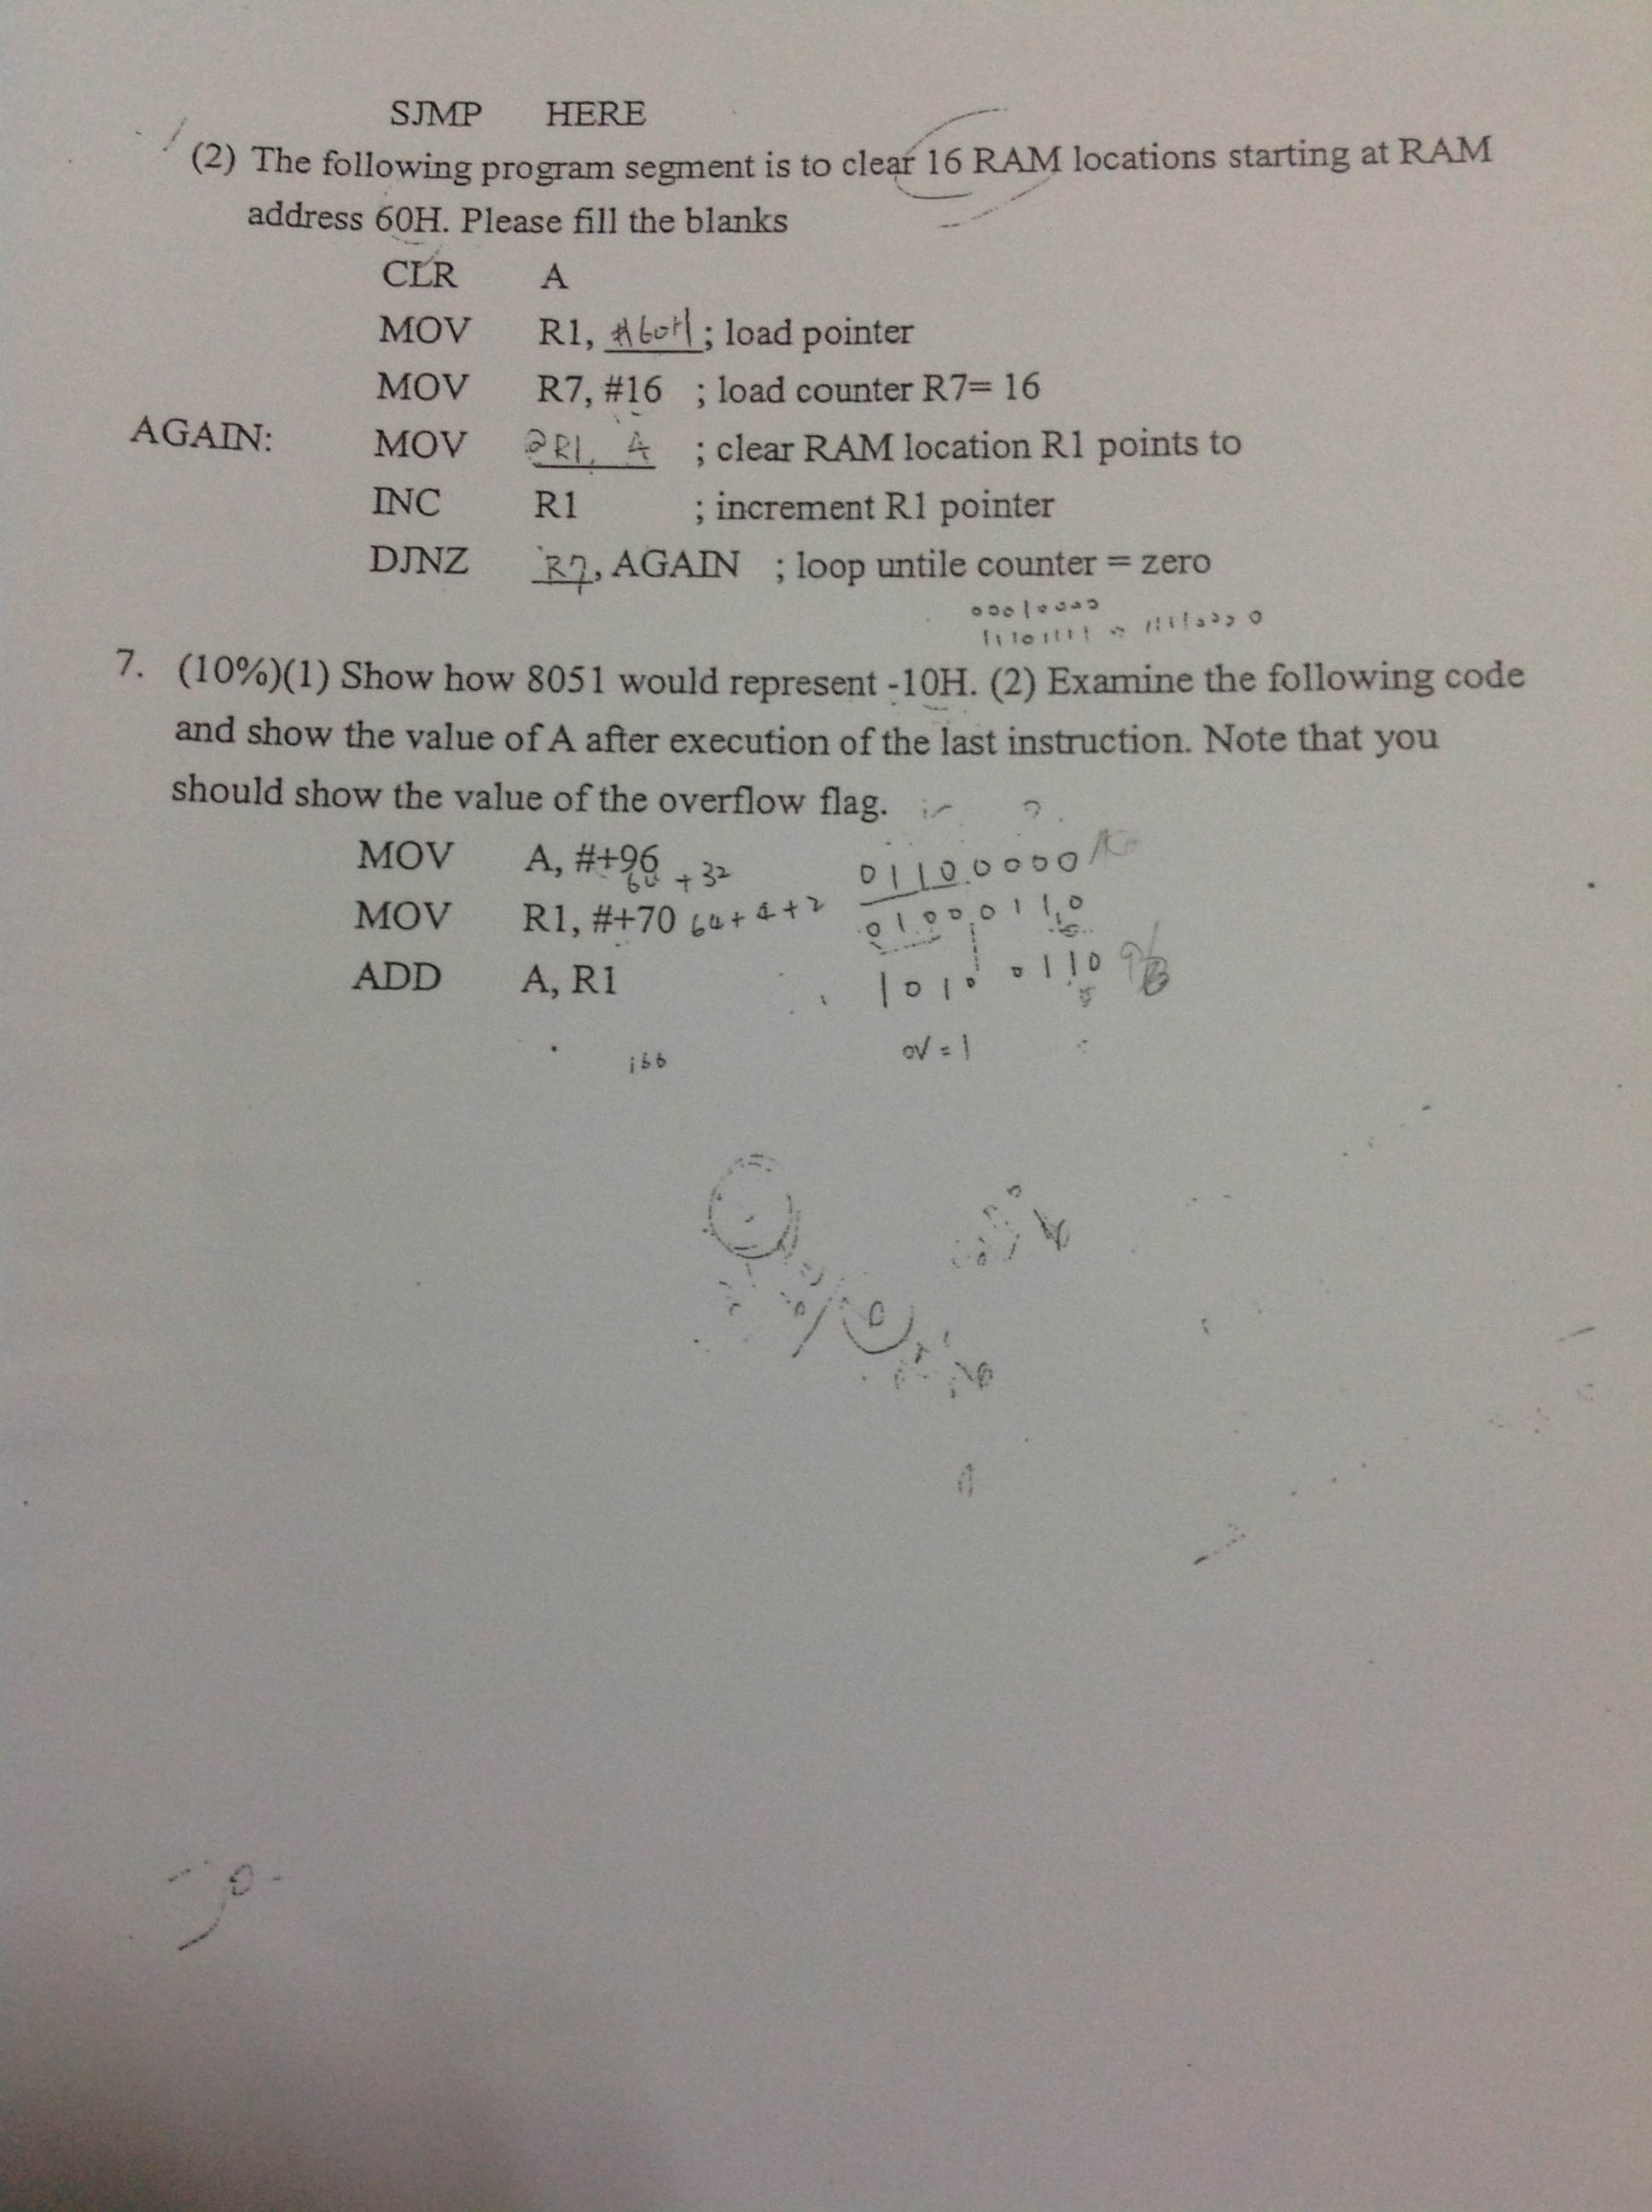 SJMP HERE
(2) The following program segment is to clear 16 RAM locations starting at RAM
address 60H. Please fill the blanks
CLR A
MOV R1, #60H ; load pointer
MOV R7, #16 ; load counter R7= 16
AGAIN: MOV @R1, A ; clear RAM location R1 points to
INC R1 ; increment R1 pointer
DJNZ R7, AGAIN ; loop untile counter = zero
00010000
11101111 = 11110000
7. (10%)(1) Show how 8051 would represent -10H. (2) Examine the following code
and show the value of A after execution of the last instruction. Note that you
should show the value of the overflow flag.
MOV A, #+96 01100000
64 + 32
MOV R1, #+70 64+4+2 01000110
ADD A, R1 1010 0110
166 OV = 1